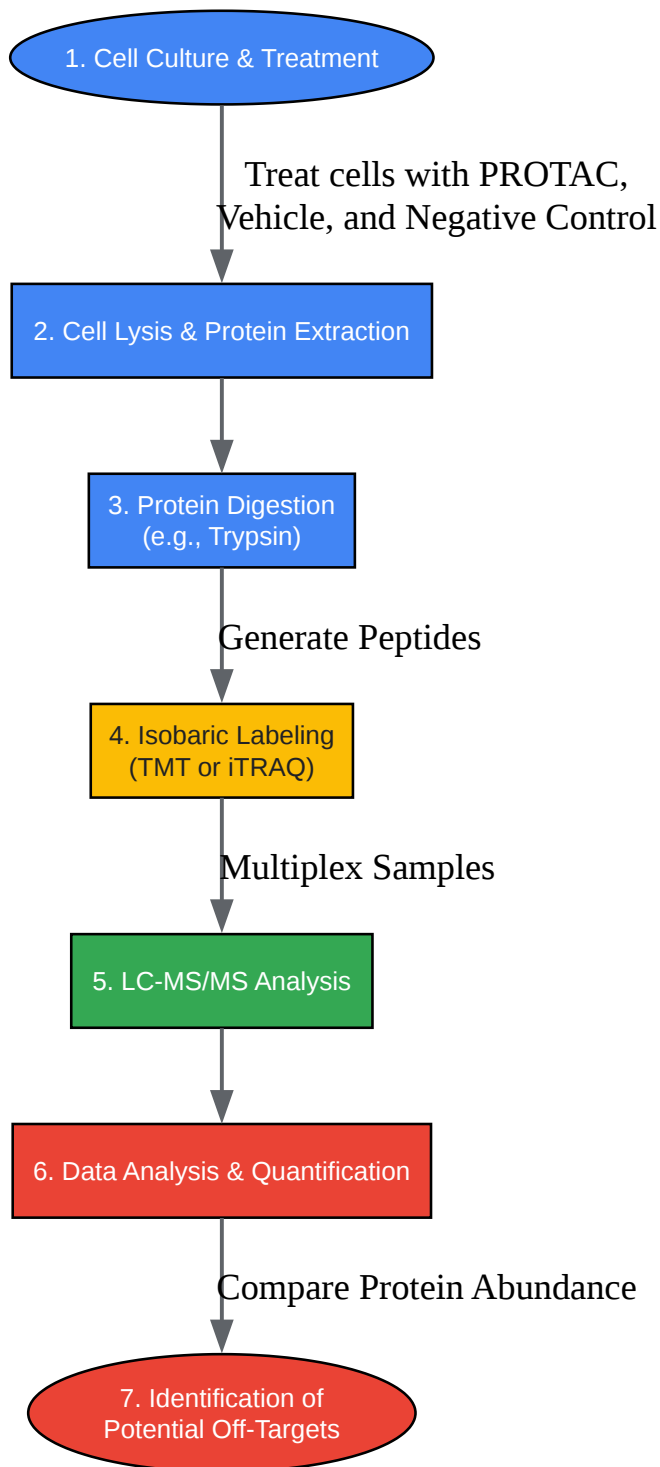 1. Cell Culture & Treatment
Treat cells with PROTAC,
Vehicle, and Negative Control
2. Cell Lysis & Protein Extraction
3. Protein Digestion
(e.g., Trypsin)
Generate Peptides
4. Isobaric Labeling
(TMT or iTRAQ)
Multiplex Samples
5. LC-MS/MS Analysis
6. Data Analysis & Quantification
Compare Protein Abundance
7. Identification of
Potential Off-Targets